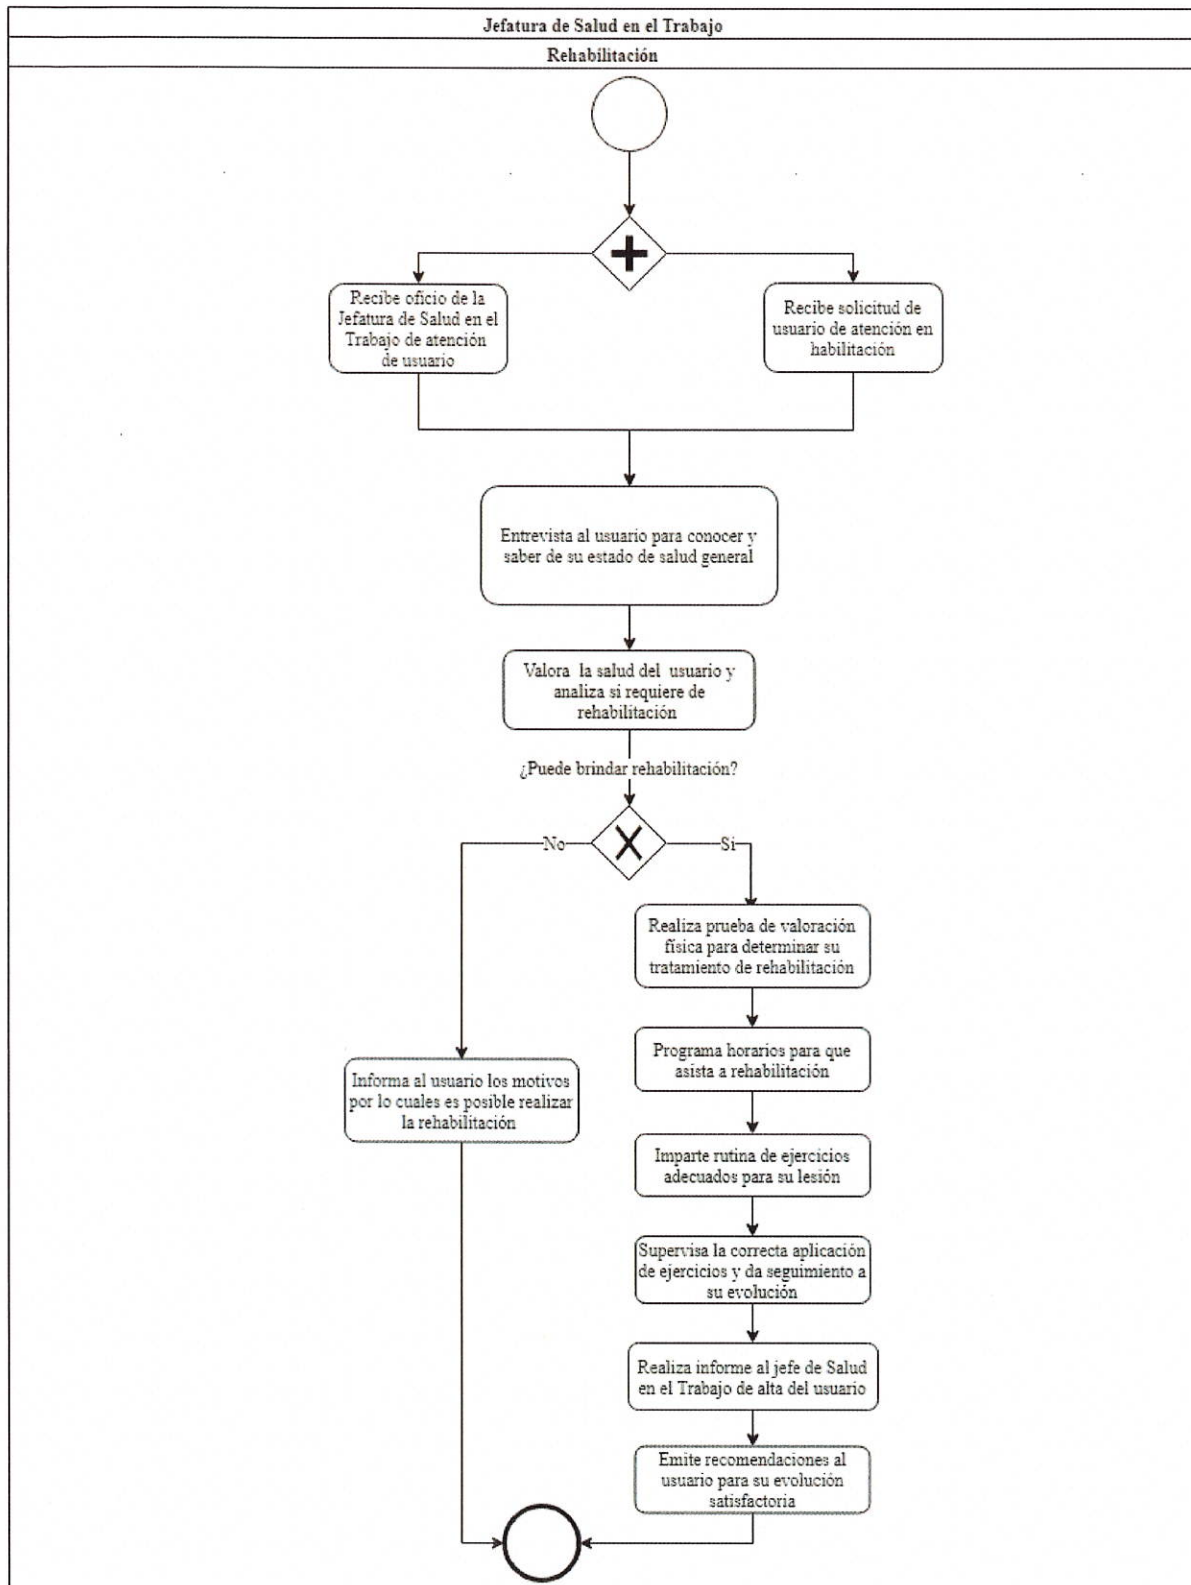 Jefatura de Salud en el Trabajo
Rehabilitación
Recibe oficio de la
Jefatura de Salud en el
Trabajo de atención
de usuario
Recibe solicitud de
usuario de atención en
habilitación
Entrevista al usuario para conocer y
saber de su estado de salud general
Valora la salud del usuario y
analiza si requiere de
rehabilitación
¿Puede brindar rehabilitación?
No
Si
Realiza prueba de valoración
física para determinar su
tratamiento de rehabilitación
Programa horarios para que
asista a rehabilitación
Informa al usuario los motivos
por lo cuales es posible realizar
la rehabilitación
Imparte rutina de ejercicios
adecuados para su lesión
Supervisa la correcta aplicación
de ejercicios y da seguimiento a
su evolución
Realiza informe al jefe de Salud
en el Trabajo de alta del usuario
Emite recomendaciones al
usuario para su evolución
satisfactoria